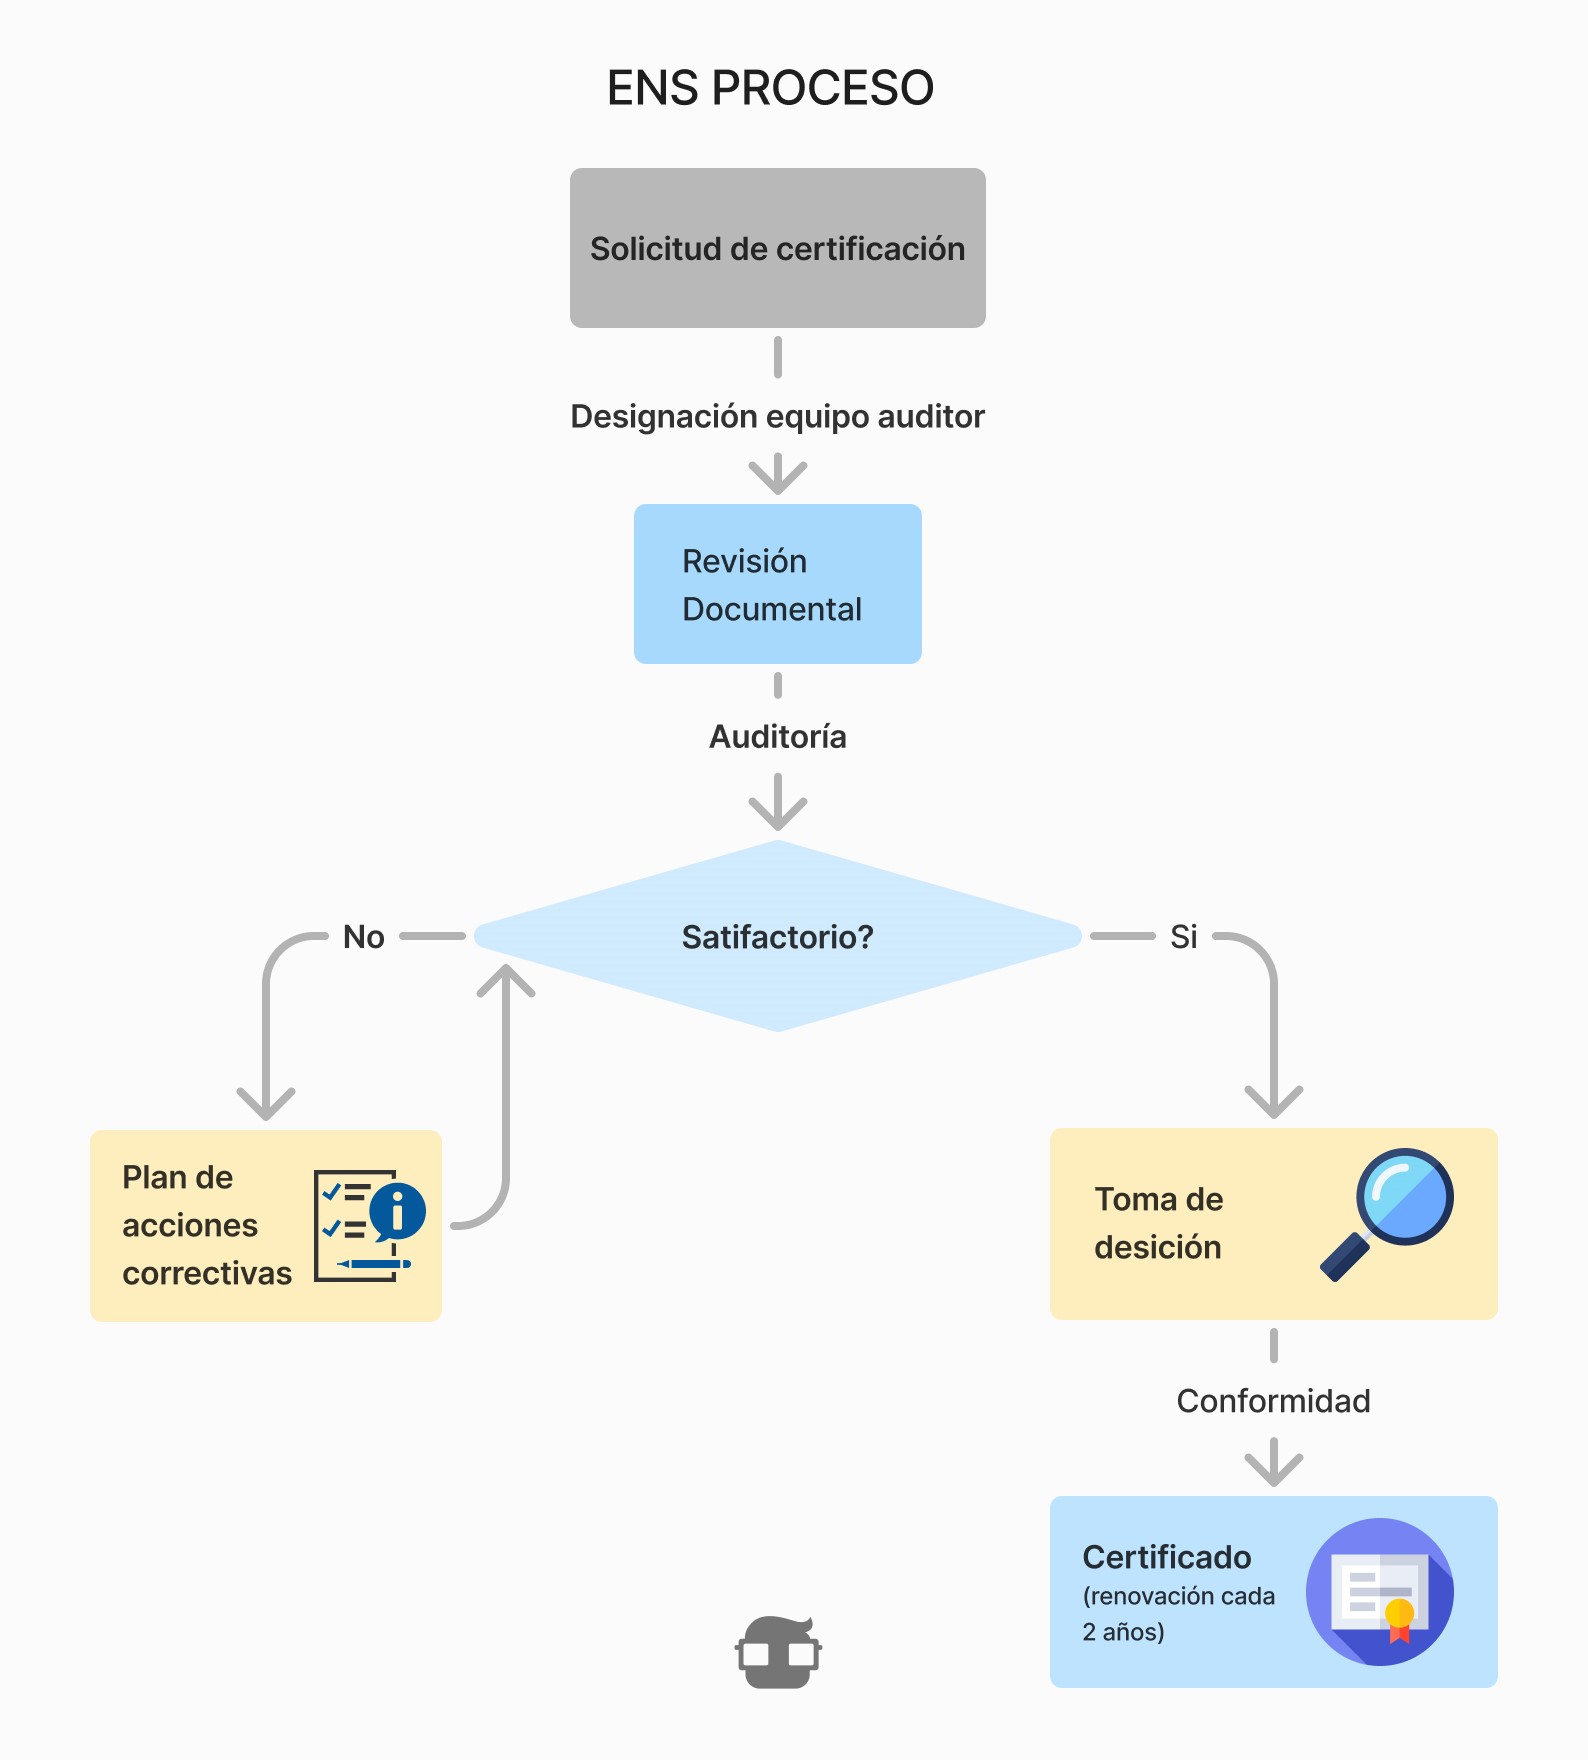 ENS PROCESO
Solicitud de certificación
Designación equipo auditor
Revisión
Documental
Auditoría
Satifactorio?
No
Si
Plan de
acciones
correctivas
Toma de
desición
Conformidad
Certificado
(renovación cada
2 años)